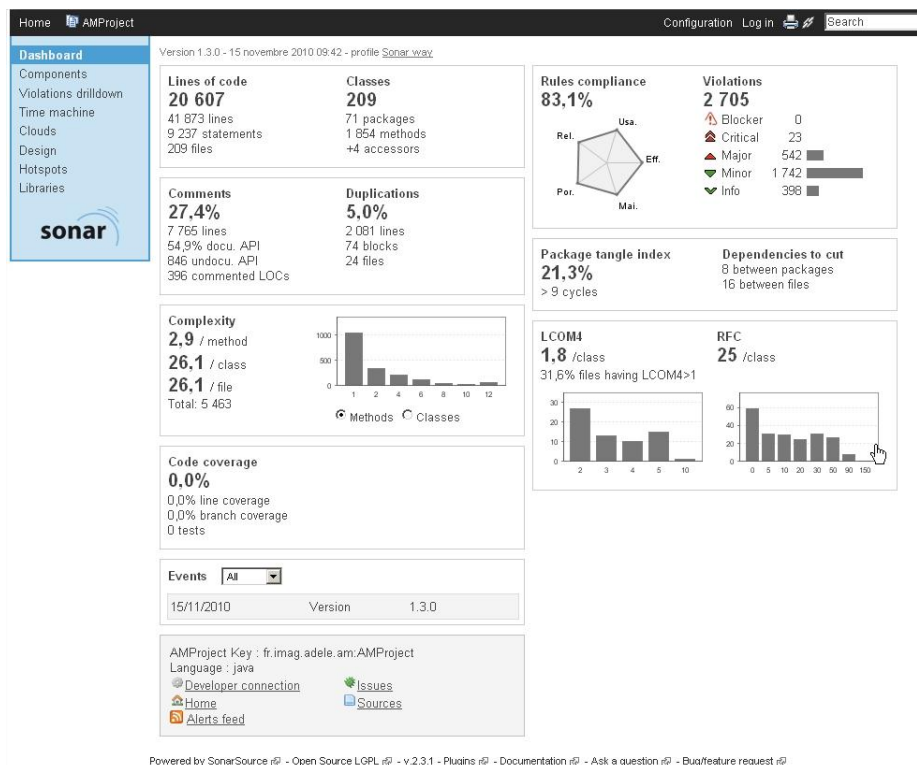 Home AMProject Configuration Log in Search
Dashboard
Components
Violations drilldown
Time machine
Clouds
Design
Hotspots
Libraries
sonar
Version 1.3.0 - 15 novembre 2010 09:42 - profile Sonar way
Lines of code
20 607
41 873 lines
9 237 statements
209 files
Classes
209
71 packages
1 854 methods
+4 accessors
Comments
27,4%
7 765 lines
54,9% docu. API
846 undocu. API
396 commented LOCs
Duplications
5,0%
2 081 lines
74 blocks
24 files
Complexity
2,9 / method
26,1 / class
26,1 / file
Total: 5 463
1000
500
0
1 2 4 6 8 10 12
Methods Classes
Code coverage
0,0%
0,0% line coverage
0,0% branch coverage
0 tests
Events All
15/11/2010 Version 1.3.0
AMProject Key : fr.imag.adele.am:AMProject
Language : java
Developer connection Issues
Home Sources
Alerts feed
Rules compliance
83,1%
Usa.
Rel. Eff.
Por. Mai.
Violations
2 705
Blocker 0
Critical 23
Major 542
Minor 1 742
Info 398
Package tangle index
21,3%
> 9 cycles
Dependencies to cut
8 between packages
16 between files
LCOM4
1,8 /class
31,6% files having LCOM4>1
30
20
10
0
2 3 4 5 10
RFC
25 /class
60
40
20
0
0 5 10 20 30 50 90 150
Powered by SonarSource - Open Source LGPL - v.2.3.1 - Plugins - Documentation - Ask a question - Bug/feature request